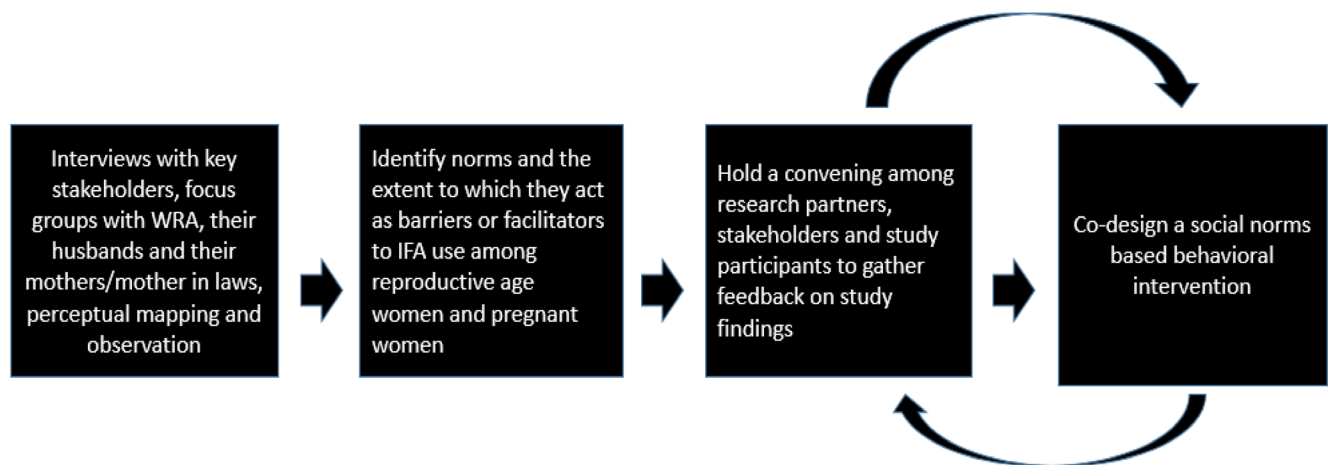 Interviews with key
stakeholders, focus
groups with WRA, their
husbands and their
mothers/mother in laws,
perceptual mapping and
observation
Identify norms and the
extent to which they act
as barriers or facilitators
to IFA use among
reproductive age
women and pregnant
women
Hold a convening among
research partners,
stakeholders and study
participants to gather
feedback on study
findings
Co-design a social norms
based behavioral
intervention